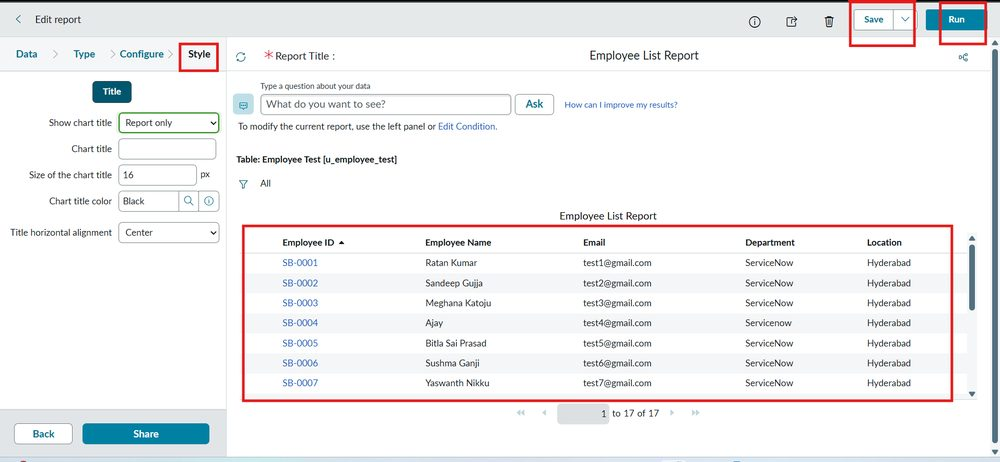 Edit report
Save
Run
Data Type Configure Style
Report Title : Employee List Report
Title
Type a question about your data
Show chart title Report only
What do you want to see? Ask How can I improve my results?
To modify the current report, use the left panel or Edit Condition.
Chart title
Size of the chart title 16 px
Table: Employee Test [u_employee_test]
Chart title color Black
All
Title horizontal alignment Center
Employee List Report
Employee ID Employee Name Email Department Location
SB-0001 Ratan Kumar test1@gmail.com ServiceNow Hyderabad
SB-0002 Sandeep Gujja test2@gmail.com ServiceNow Hyderabad
SB-0003 Meghana Katoju test3@gmail.com ServiceNow Hyderabad
SB-0004 Ajay test4@gmail.com Servicenow Hyderabad
SB-0005 Bitla Sai Prasad test5@gmail.com ServiceNow Hyderabad
SB-0006 Sushma Ganji test6@gmail.com ServiceNow Hyderabad
SB-0007 Yaswanth Nikku test7@gmail.com ServiceNow Hyderabad
1 to 17 of 17
Back Share